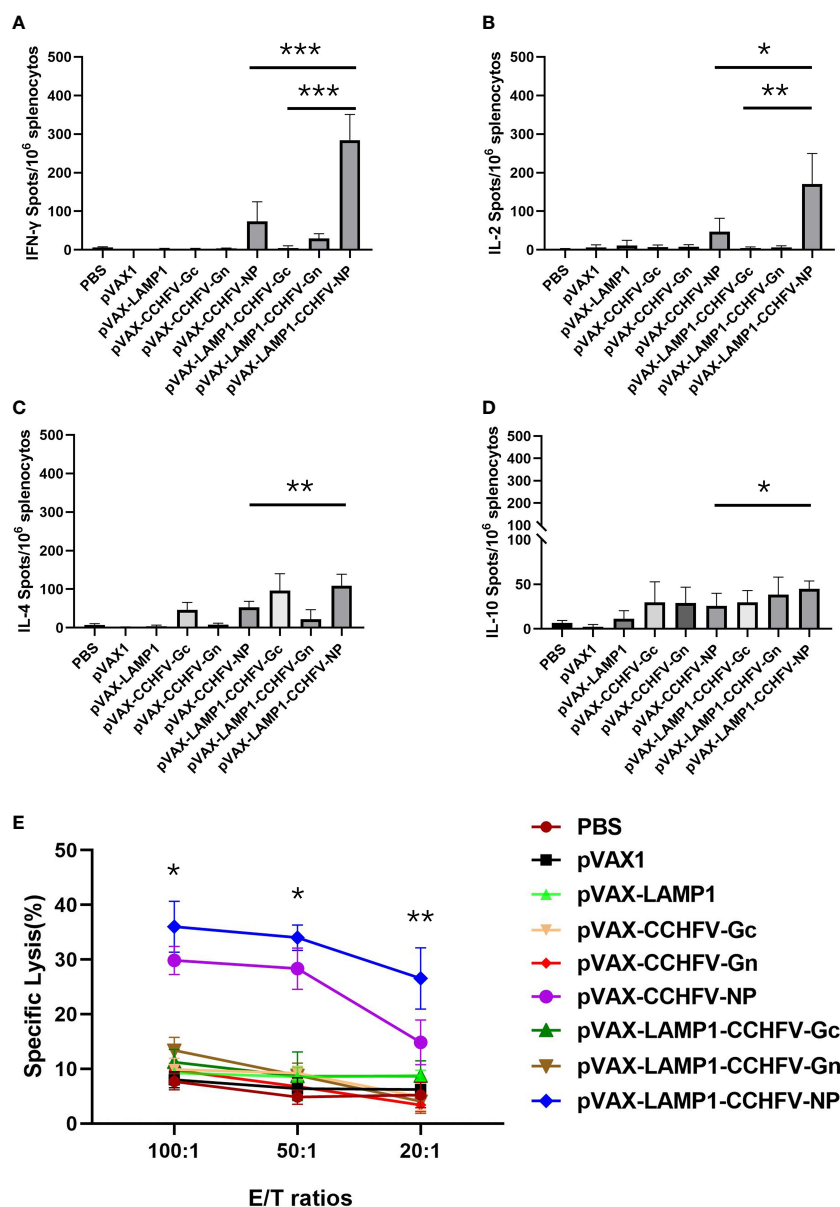 A
IFN-γ Spots/10⁶ splenocytos
500
400
300
200
100
0
***
***
PBS
pVAX1
pVAX-LAMP1
pVAX-CCHFV-Gc
pVAX-CCHFV-Gn
pVAX-CCHFV-NP
pVAX-LAMP1-CCHFV-Gc
pVAX-LAMP1-CCHFV-Gn
pVAX-LAMP1-CCHFV-NP
B
IL-2 Spots/10⁶ splenocytos
500
400
300
200
100
0
*
**
PBS
pVAX1
pVAX-LAMP1
pVAX-CCHFV-Gc
pVAX-CCHFV-Gn
pVAX-CCHFV-NP
pVAX-LAMP1-CCHFV-Gc
pVAX-LAMP1-CCHFV-Gn
pVAX-LAMP1-CCHFV-NP
C
IL-4 Spots/10⁶ splenocytos
500
400
300
200
100
0
**
PBS
pVAX1
pVAX-LAMP1
pVAX-CCHFV-Gc
pVAX-CCHFV-Gn
pVAX-CCHFV-NP
pVAX-LAMP1-CCHFV-Gc
pVAX-LAMP1-CCHFV-Gn
pVAX-LAMP1-CCHFV-NP
D
IL-10 Spots/10⁶ splenocytos
500
400
300
200
100
100
50
0
*
PBS
pVAX1
pVAX-LAMP1
pVAX-CCHFV-Gc
pVAX-CCHFV-Gn
pVAX-CCHFV-NP
pVAX-LAMP1-CCHFV-Gc
pVAX-LAMP1-CCHFV-Gn
pVAX-LAMP1-CCHFV-NP
E
Specific Lysis(%)
50
40
30
20
10
0
*
*
**
100:1
50:1
20:1
E/T ratios
PBS
pVAX1
pVAX-LAMP1
pVAX-CCHFV-Gc
pVAX-CCHFV-Gn
pVAX-CCHFV-NP
pVAX-LAMP1-CCHFV-Gc
pVAX-LAMP1-CCHFV-Gn
pVAX-LAMP1-CCHFV-NP